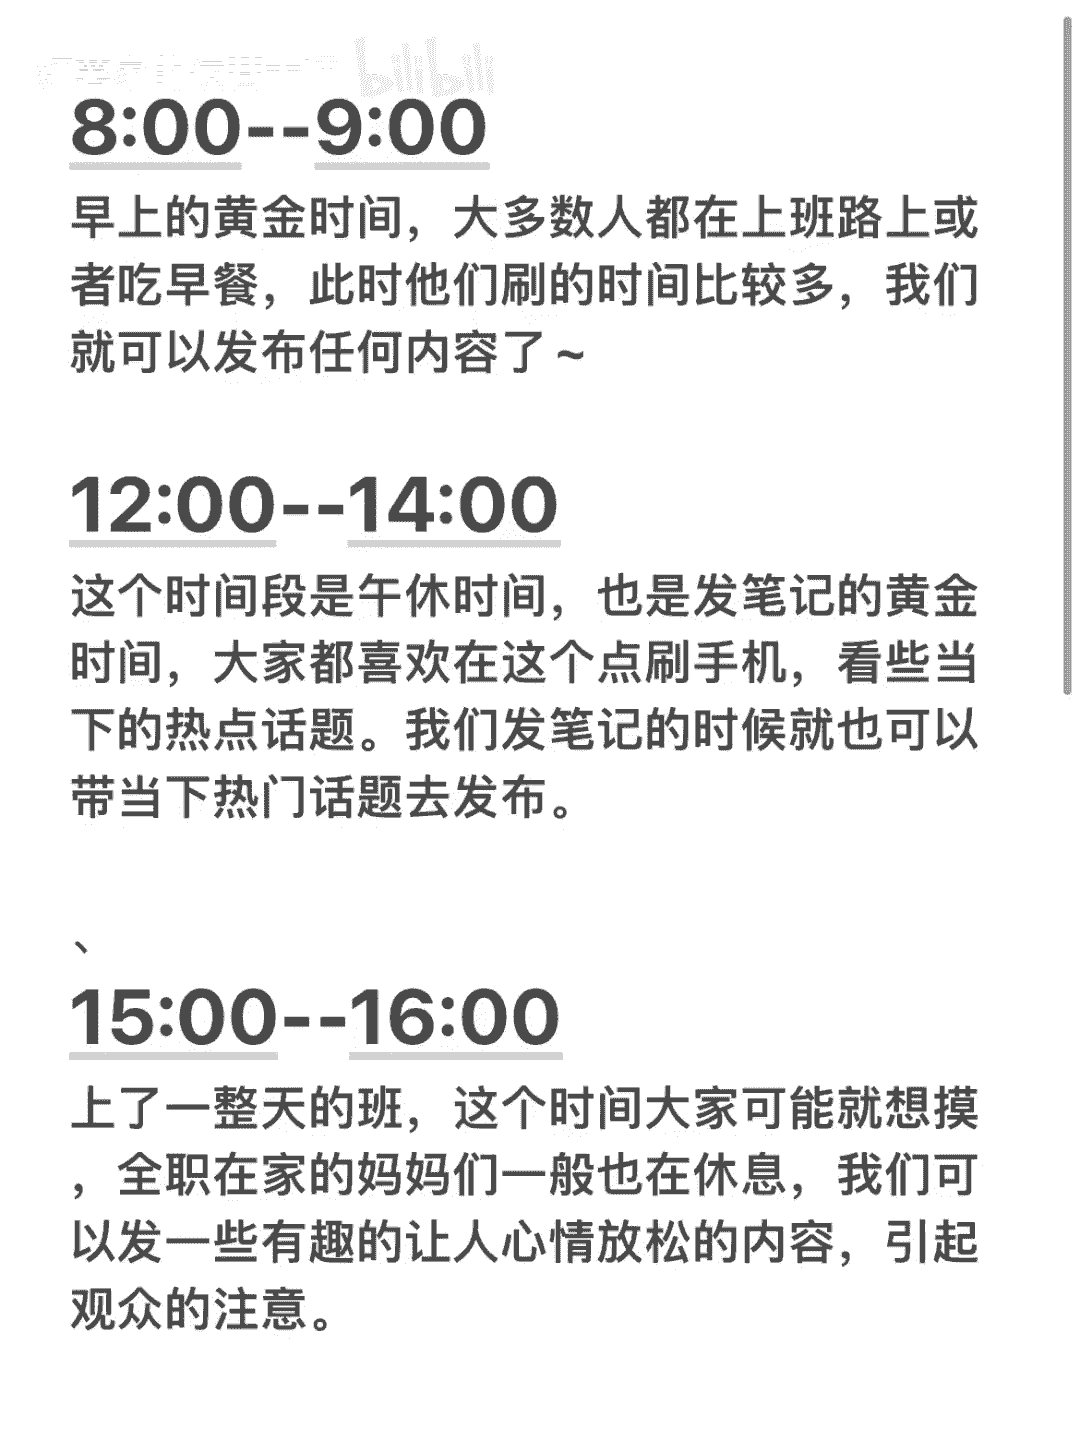 bilibili
8:00--9:00
早上的黄金时间，大多数人都在上班路上或
者吃早餐，此时他们刷的时间比较多，我们
就可以发布任何内容了~
12:00--14:00
这个时间段是午休时间，也是发笔记的黄金
时间，大家都喜欢在这个点刷手机，看些当
下的热点话题。我们发笔记的时候就也可以
带当下热门话题去发布。
、
15:00--16:00
上了一整天的班，这个时间大家可能就想摸
，全职在家的妈妈们一般也在休息，我们可
以发一些有趣的让人心情放松的内容，引起
观众的注意。